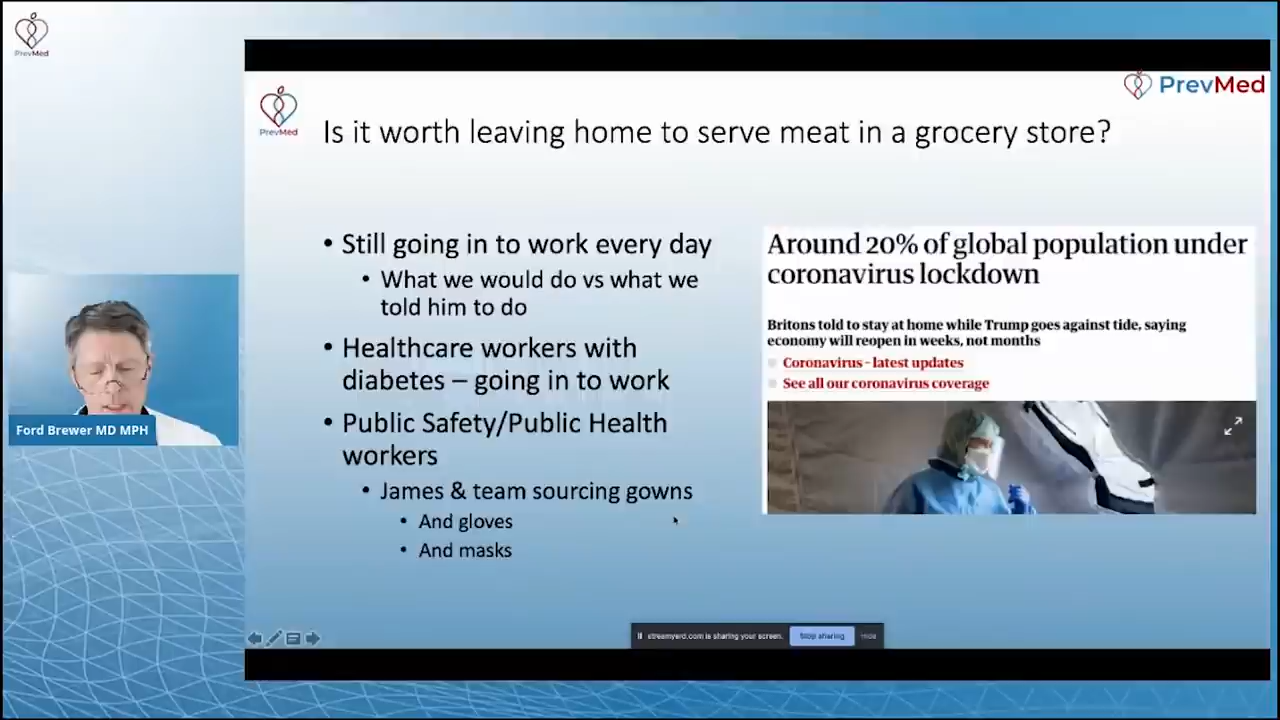 PrevMed
PrevMed
PrevMed
Is it worth leaving home to serve meat in a grocery store?
• Still going in to work every day
• What we would do vs what we
told him to do
• Healthcare workers with
diabetes – going in to work
• Public Safety/Public Health
workers
• James & team sourcing gowns
• And gloves
• And masks
Around 20% of global population under
coronavirus lockdown
Britons told to stay at home while Trump goes against tide, saying
economy will reopen in weeks, not months
Coronavirus - latest updates
See all our coronavirus coverage
Ford Brewer MD MPH
streamyard.com is sharing your screen.
Stop sharing
Hide